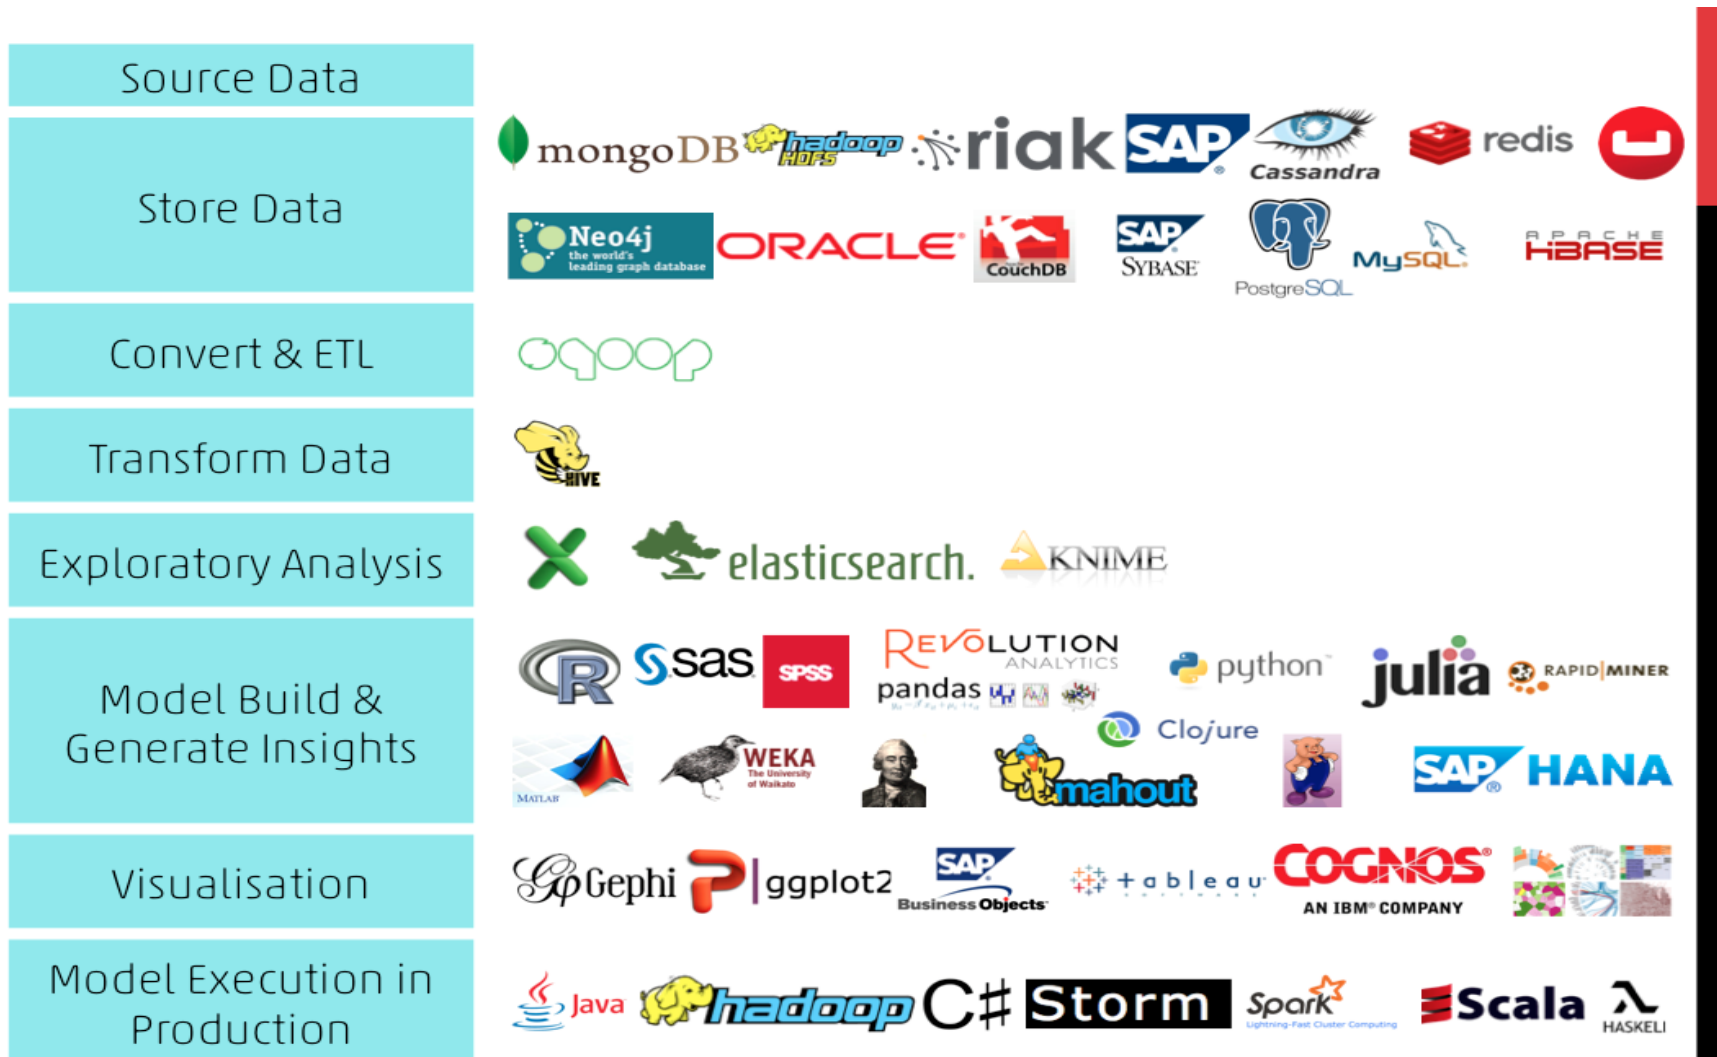 Source Data
Store Data
mongoDB
hadoop
HDFS
riak
SAP
®
Cassandra
redis
Neo4j
the world's
leading graph database
ORACLE®
CouchDB
SAP
SYBASE
PostgreSQL
MySQL
APACHE
HBASE
Convert & ETL
sqoop
Transform Data
HIVE
Exploratory Analysis
X
elasticsearch.
KNIME
Model Build &
Generate Insights
R
S.sas
SPSS
REVOLUTION
ANALYTICS
pandas
python™
julia
RAPID|MINER
MATLAB
WEKA
The University
of Waikato
mahout
Clojure
SAP® HANA
Visualisation
Gephi
P
ggplot2
SAP
Business Objects
tableau
COGNOS®
AN IBM® COMPANY
Model Execution in
Production
Java
hadoop
C#
Storm
Spark
Lightning-Fast Cluster Computing
Scala
HASKELL